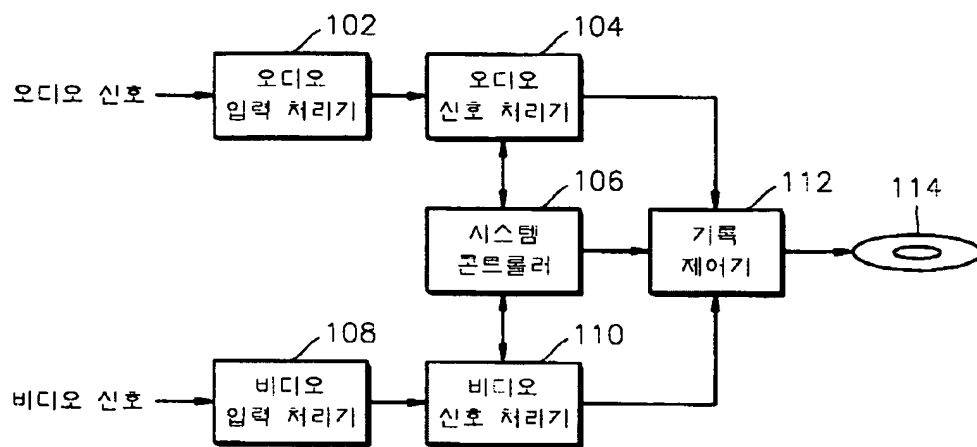 102
104
오디오 신호
오디오
입력 처리기
오디오
신호 처리기
106
112
114
시스템
콘트롤러
기록
제어기
108
110
비디오 신호
비디오
입력 처리기
비디오
신호 처리기